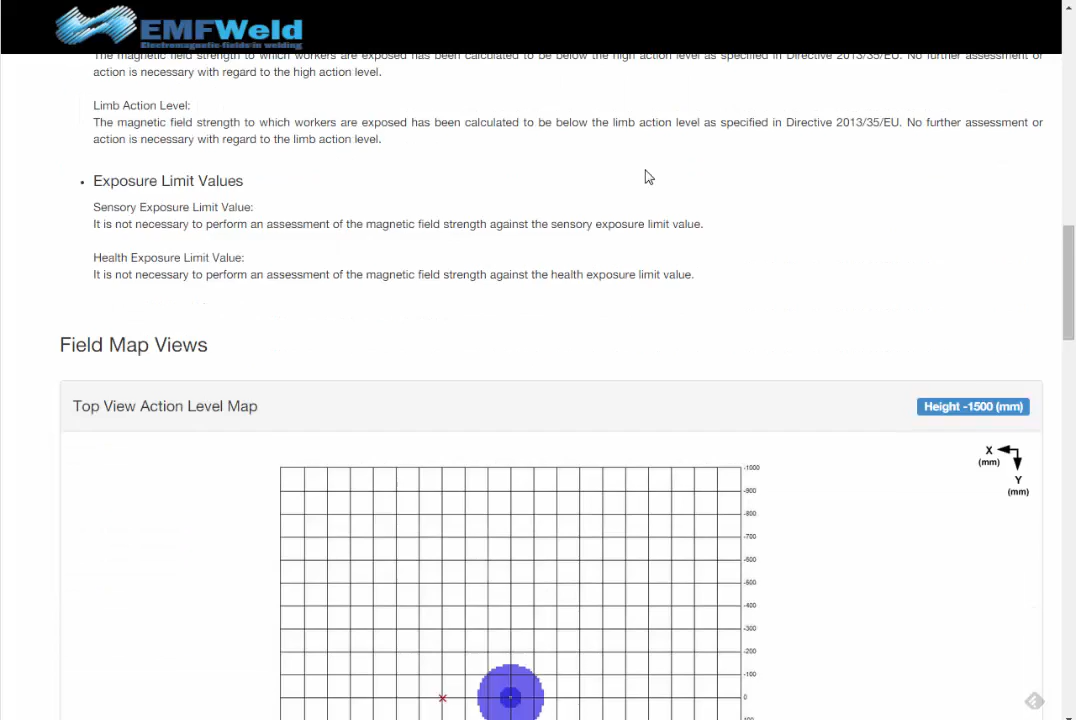 EMFWeld
Electromagnetic fields in welding
The magnetic field strength to which workers are exposed has been calculated to be below the high action level as specified in Directive 2013/35/EU. No further assessment or
action is necessary with regard to the high action level.
Limb Action Level:
The magnetic field strength to which workers are exposed has been calculated to be below the limb action level as specified in Directive 2013/35/EU. No further assessment or
action is necessary with regard to the limb action level.
• Exposure Limit Values
Sensory Exposure Limit Value:
It is not necessary to perform an assessment of the magnetic field strength against the sensory exposure limit value.
Health Exposure Limit Value:
It is not necessary to perform an assessment of the magnetic field strength against the health exposure limit value.
Field Map Views
Top View Action Level Map
Height -1500 (mm)
X
(mm)
Y
(mm)
-1000
-900
-800
-700
-600
-500
-400
-300
-200
-100
0
100